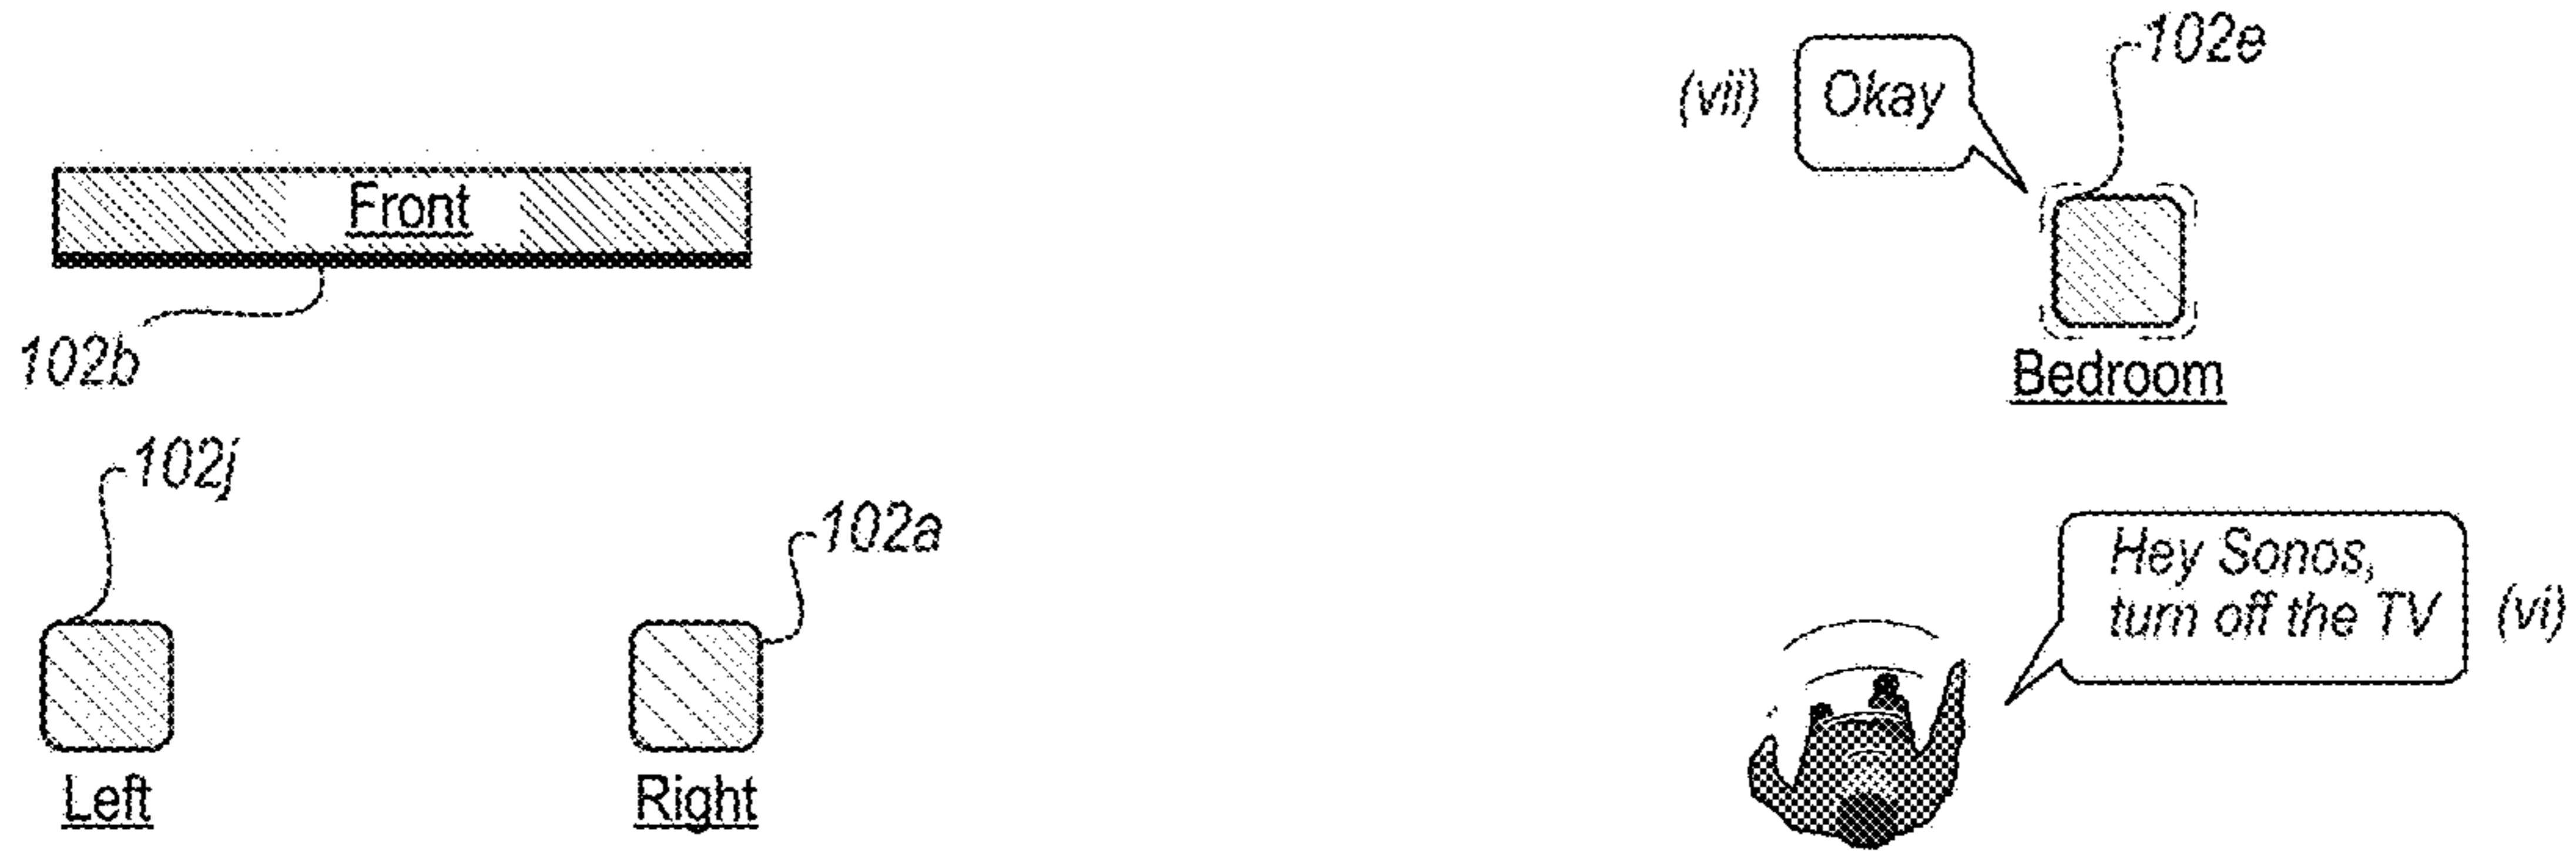 102e
(vii) Okay
Front
102b
Bedroom
102j
102a
Hey Sonos,
turn off the TV (vi)
Left
Right